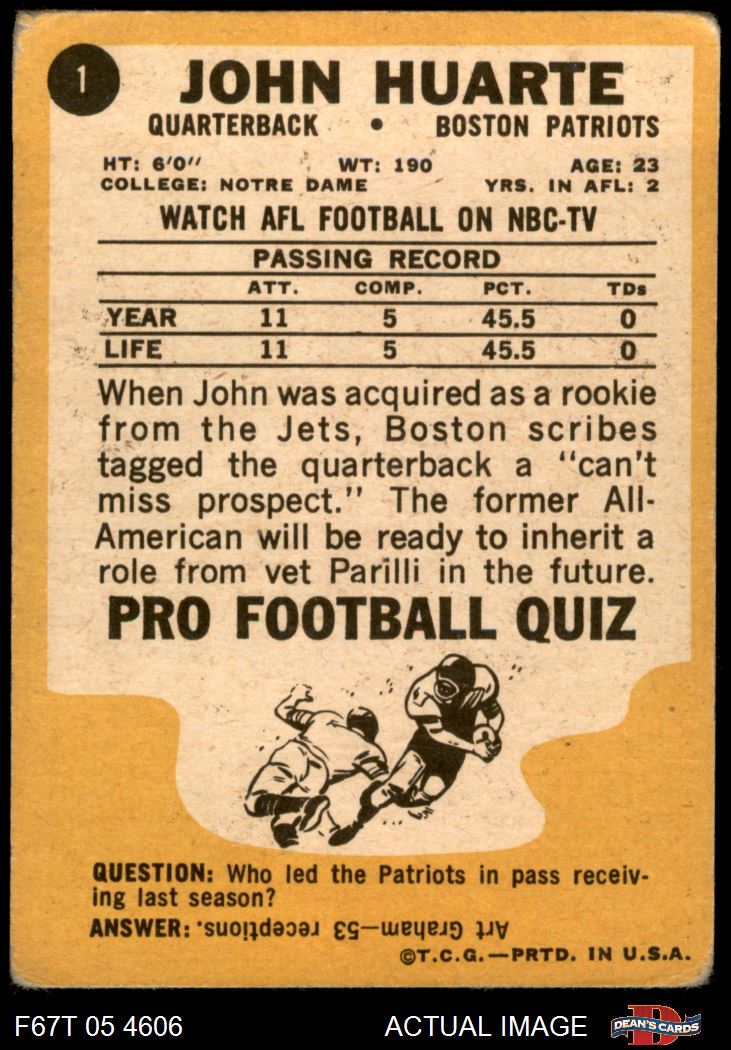 1
JOHN HUARTE
QUARTERBACK • BOSTON PATRIOTS
HT: 6'0" WT: 190 AGE: 23
COLLEGE: NOTRE DAME YRS. IN AFL: 2
WATCH AFL FOOTBALL ON NBC-TV
PASSING RECORD
ATT. COMP. PCT. TDs
YEAR 11 5 45.5 0
LIFE 11 5 45.5 0
When John was acquired as a rookie
from the Jets, Boston scribes
tagged the quarterback a "can't
miss prospect." The former All-
American will be ready to inherit a
role from vet Parilli in the future.
PRO FOOTBALL QUIZ
QUESTION: Who led the Patriots in pass receiv-
ing last season?
ANSWER: Art Graham—53 receptions.
©T.C.G.—PRTD. IN U.S.A.
F67T 05 4606 ACTUAL IMAGE D DEAN'S CARDS